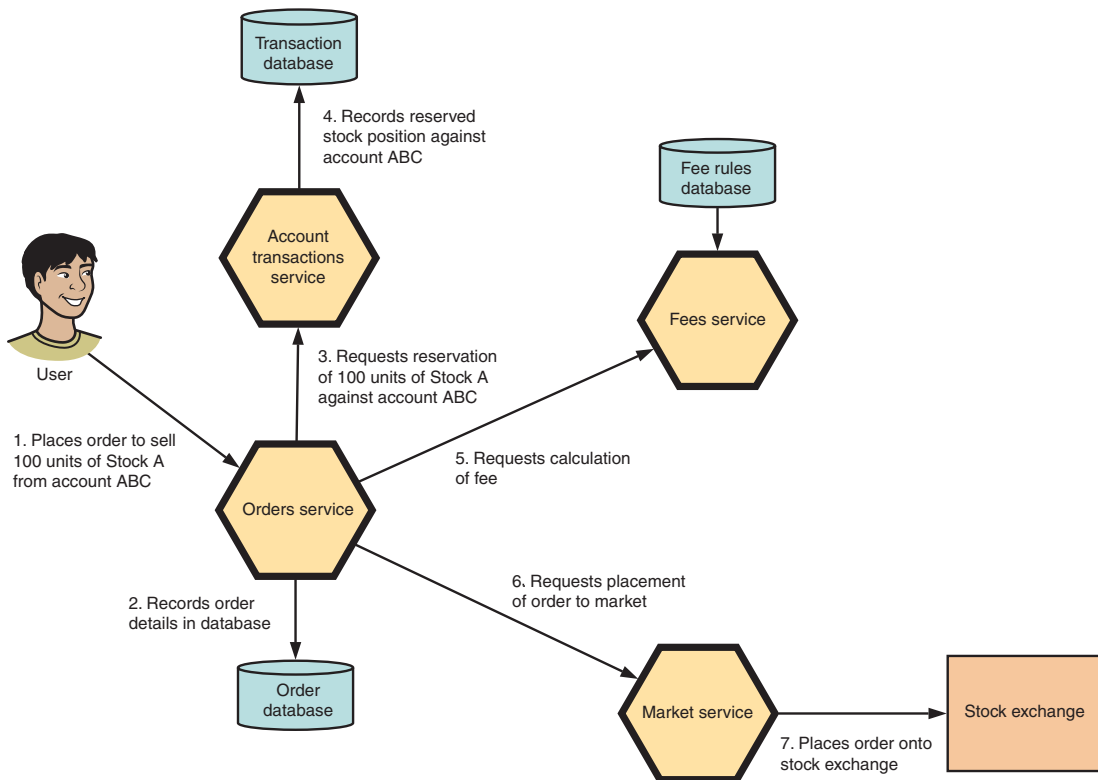 Transaction
database
4. Records reserved
stock position against
account ABC
Fee rules
database
Account
transactions
service
Fees service
User
3. Requests reservation
of 100 units of Stock A
against account ABC
1. Places order to sell
100 units of Stock A
from account ABC
5. Requests calculation
of fee
Orders service
6. Requests placement
of order to market
2. Records order
details in database
Order
database
Market service
Stock exchange
7. Places order onto
stock exchange